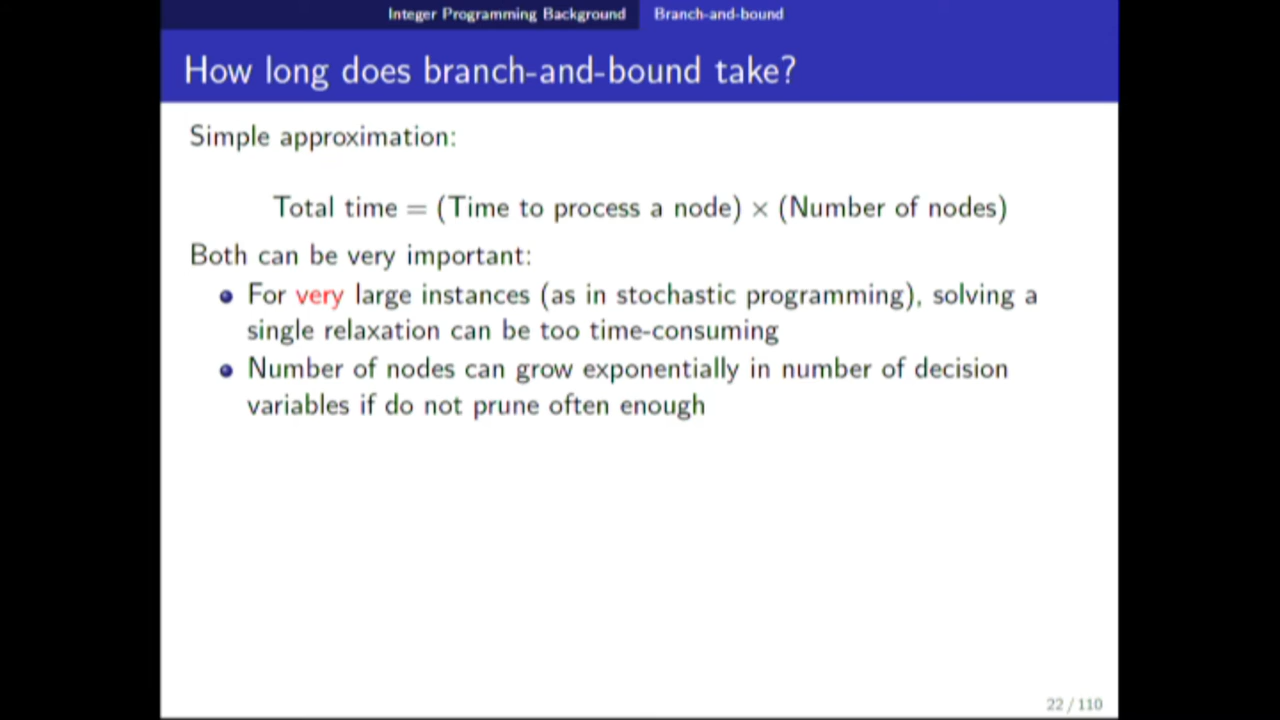 Integer Programming Background Branch-and-bound
How long does branch-and-bound take?
Simple approximation:
Total time = (Time to process a node) × (Number of nodes)
Both can be very important:
For very large instances (as in stochastic programming), solving a
single relaxation can be too time-consuming
Number of nodes can grow exponentially in number of decision
variables if do not prune often enough
22 / 110